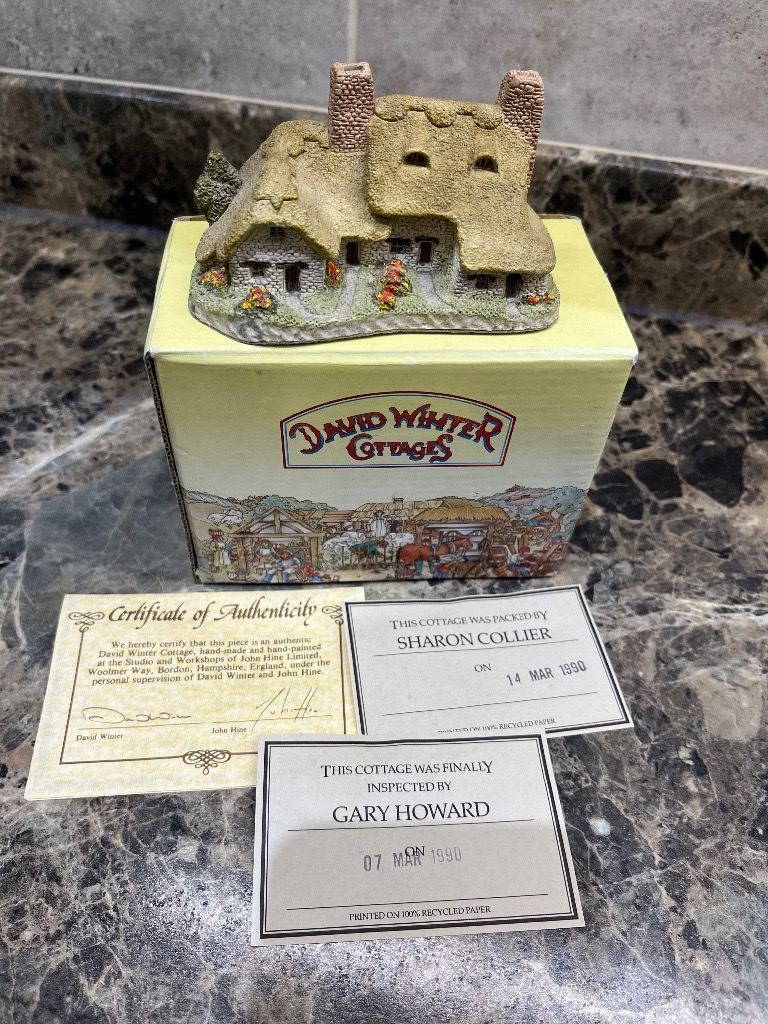 DAVID WINTER
COTTAGES
Certificate of Authenticity
We hereby certify that this piece is an authentic
David Winter Cottage, hand-made and hand-painted
at the Studio and Workshops of John Hine Limited,
Woolmer Way, Bordon, Hampshire, England, under the
personal supervision of David Winter and John Hine.
David Winter
John Hine
THIS COTTAGE WAS PACKED BY
SHARON COLLIER
ON
14 MAR 1990
PRINTED ON 100% RECYCLED PAPER
THIS COTTAGE WAS FINALLY
INSPECTED BY
GARY HOWARD
ON
07 MAR 1990
PRINTED ON 100% RECYCLED PAPER